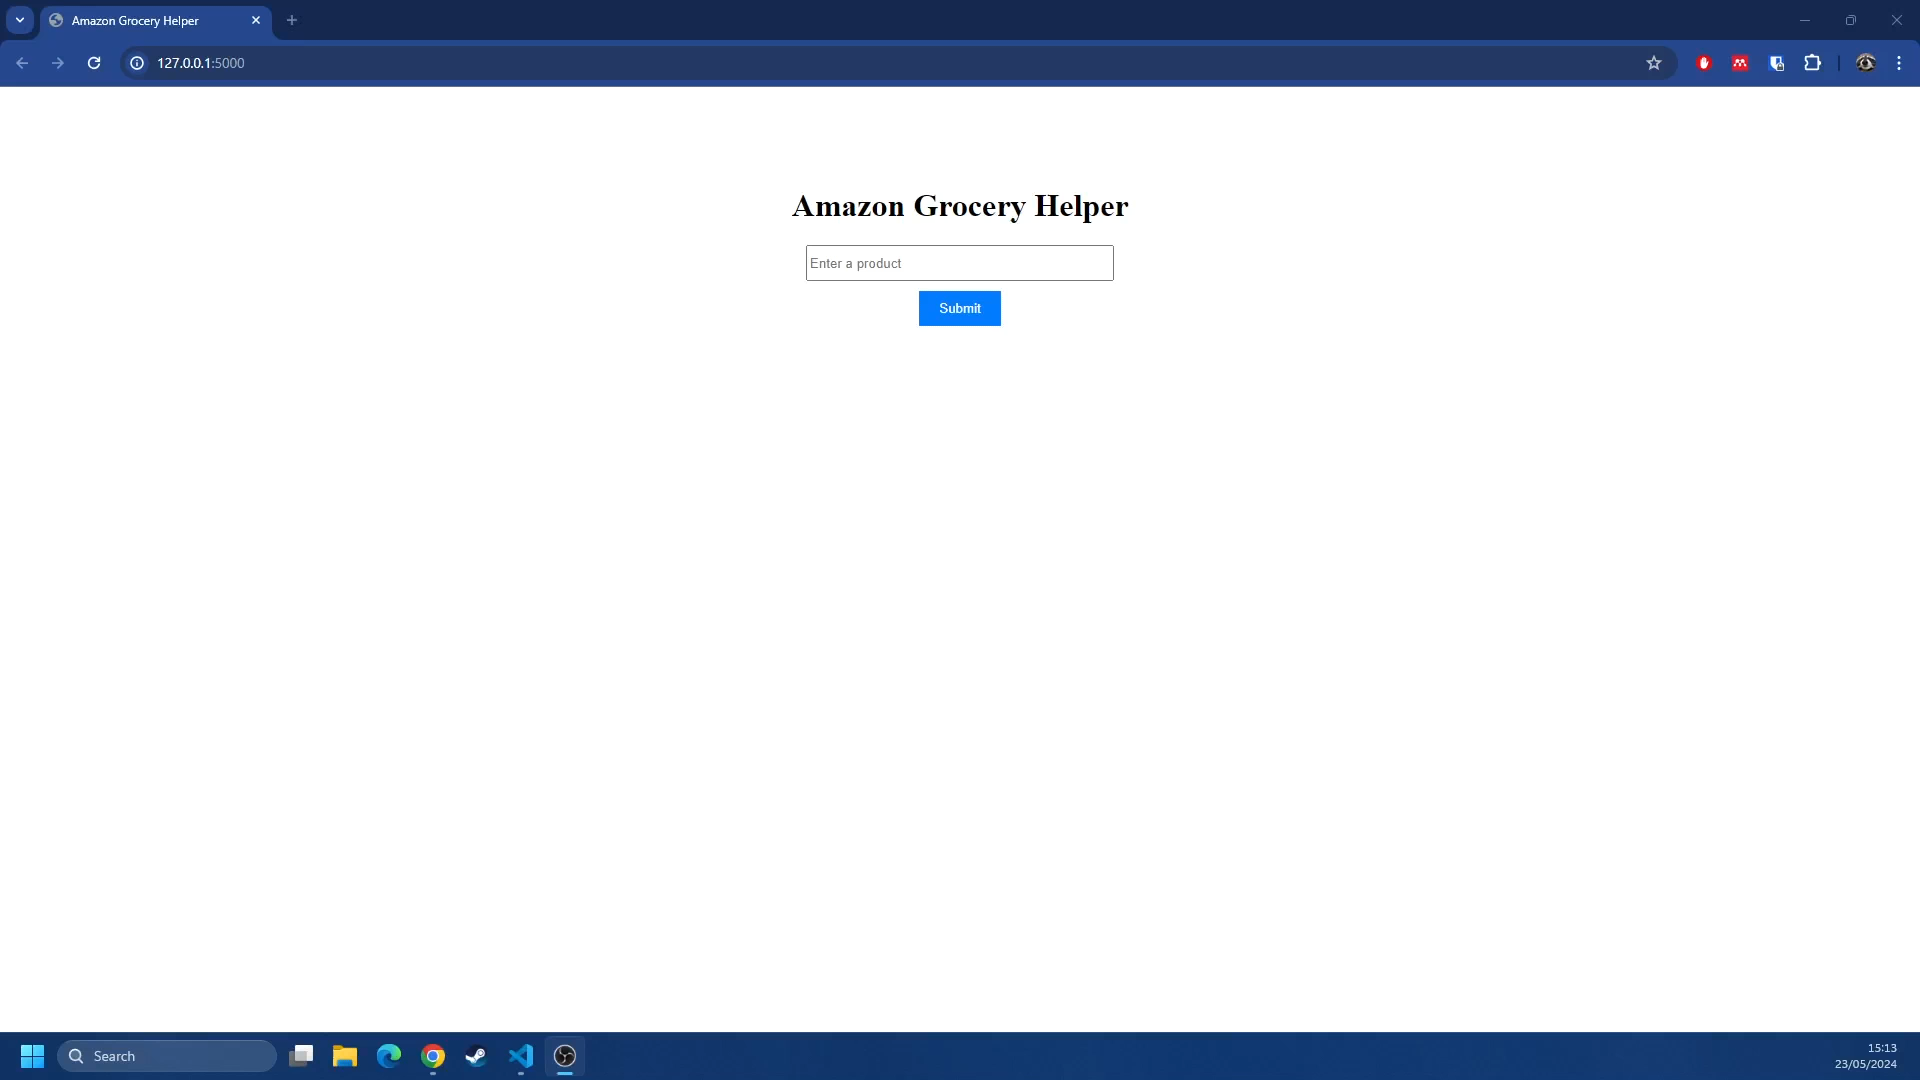 Amazon Grocery Helper
127.0.0.1:5000
Amazon Grocery Helper
Enter a product
Submit
Search
15:13
23/05/2024